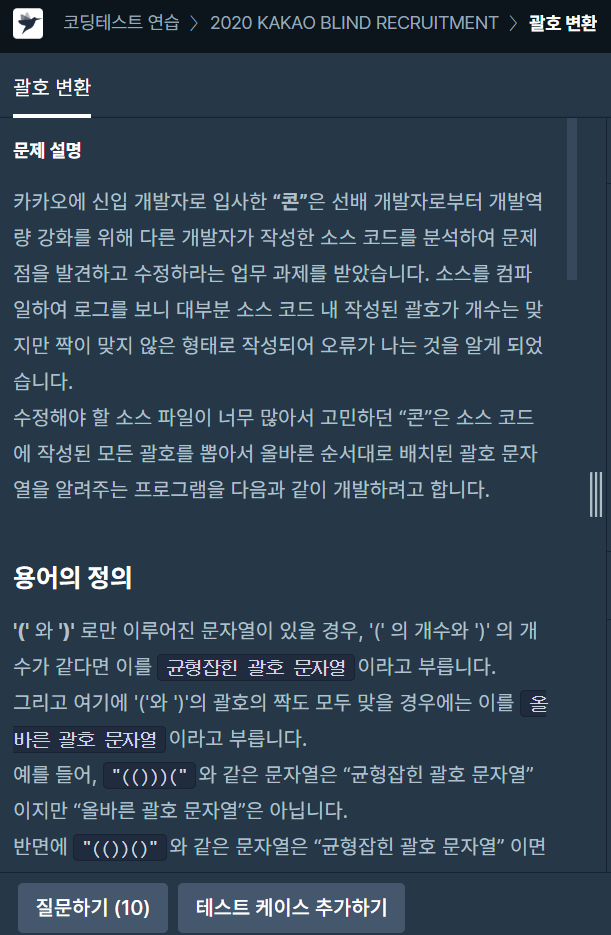 코딩테스트 연습 > 2020 KAKAO BLIND RECRUITMENT > 괄호 변환
괄호 변환
문제 설명
카카오에 신입 개발자로 입사한 “콘”은 선배 개발자로부터 개발역
량 강화를 위해 다른 개발자가 작성한 소스 코드를 분석하여 문제
점을 발견하고 수정하라는 업무 과제를 받았습니다. 소스를 컴파
일하여 로그를 보니 대부분 소스 코드 내 작성된 괄호가 개수는 맞
지만 짝이 맞지 않은 형태로 작성되어 오류가 나는 것을 알게 되었
습니다.
수정해야 할 소스 파일이 너무 많아서 고민하던 “콘”은 소스 코드
에 작성된 모든 괄호를 뽑아서 올바른 순서대로 배치된 괄호 문자
열을 알려주는 프로그램을 다음과 같이 개발하려고 합니다.
용어의 정의
'(' 와 ')' 로만 이루어진 문자열이 있을 경우, '(' 의 개수와 ')' 의 개
수가 같다면 이를 균형잡힌 괄호 문자열 이라고 부릅니다.
그리고 여기에 '('와 ')'의 괄호의 짝도 모두 맞을 경우에는 이를 올
바른 괄호 문자열 이라고 부릅니다.
예를 들어, "(()))(" 와 같은 문자열은 “균형잡힌 괄호 문자열”
이지만 “올바른 괄호 문자열”은 아닙니다.
반면에 "(())()" 와 같은 문자열은 “균형잡힌 괄호 문자열” 이면
질문하기 (10)
테스트 케이스 추가하기